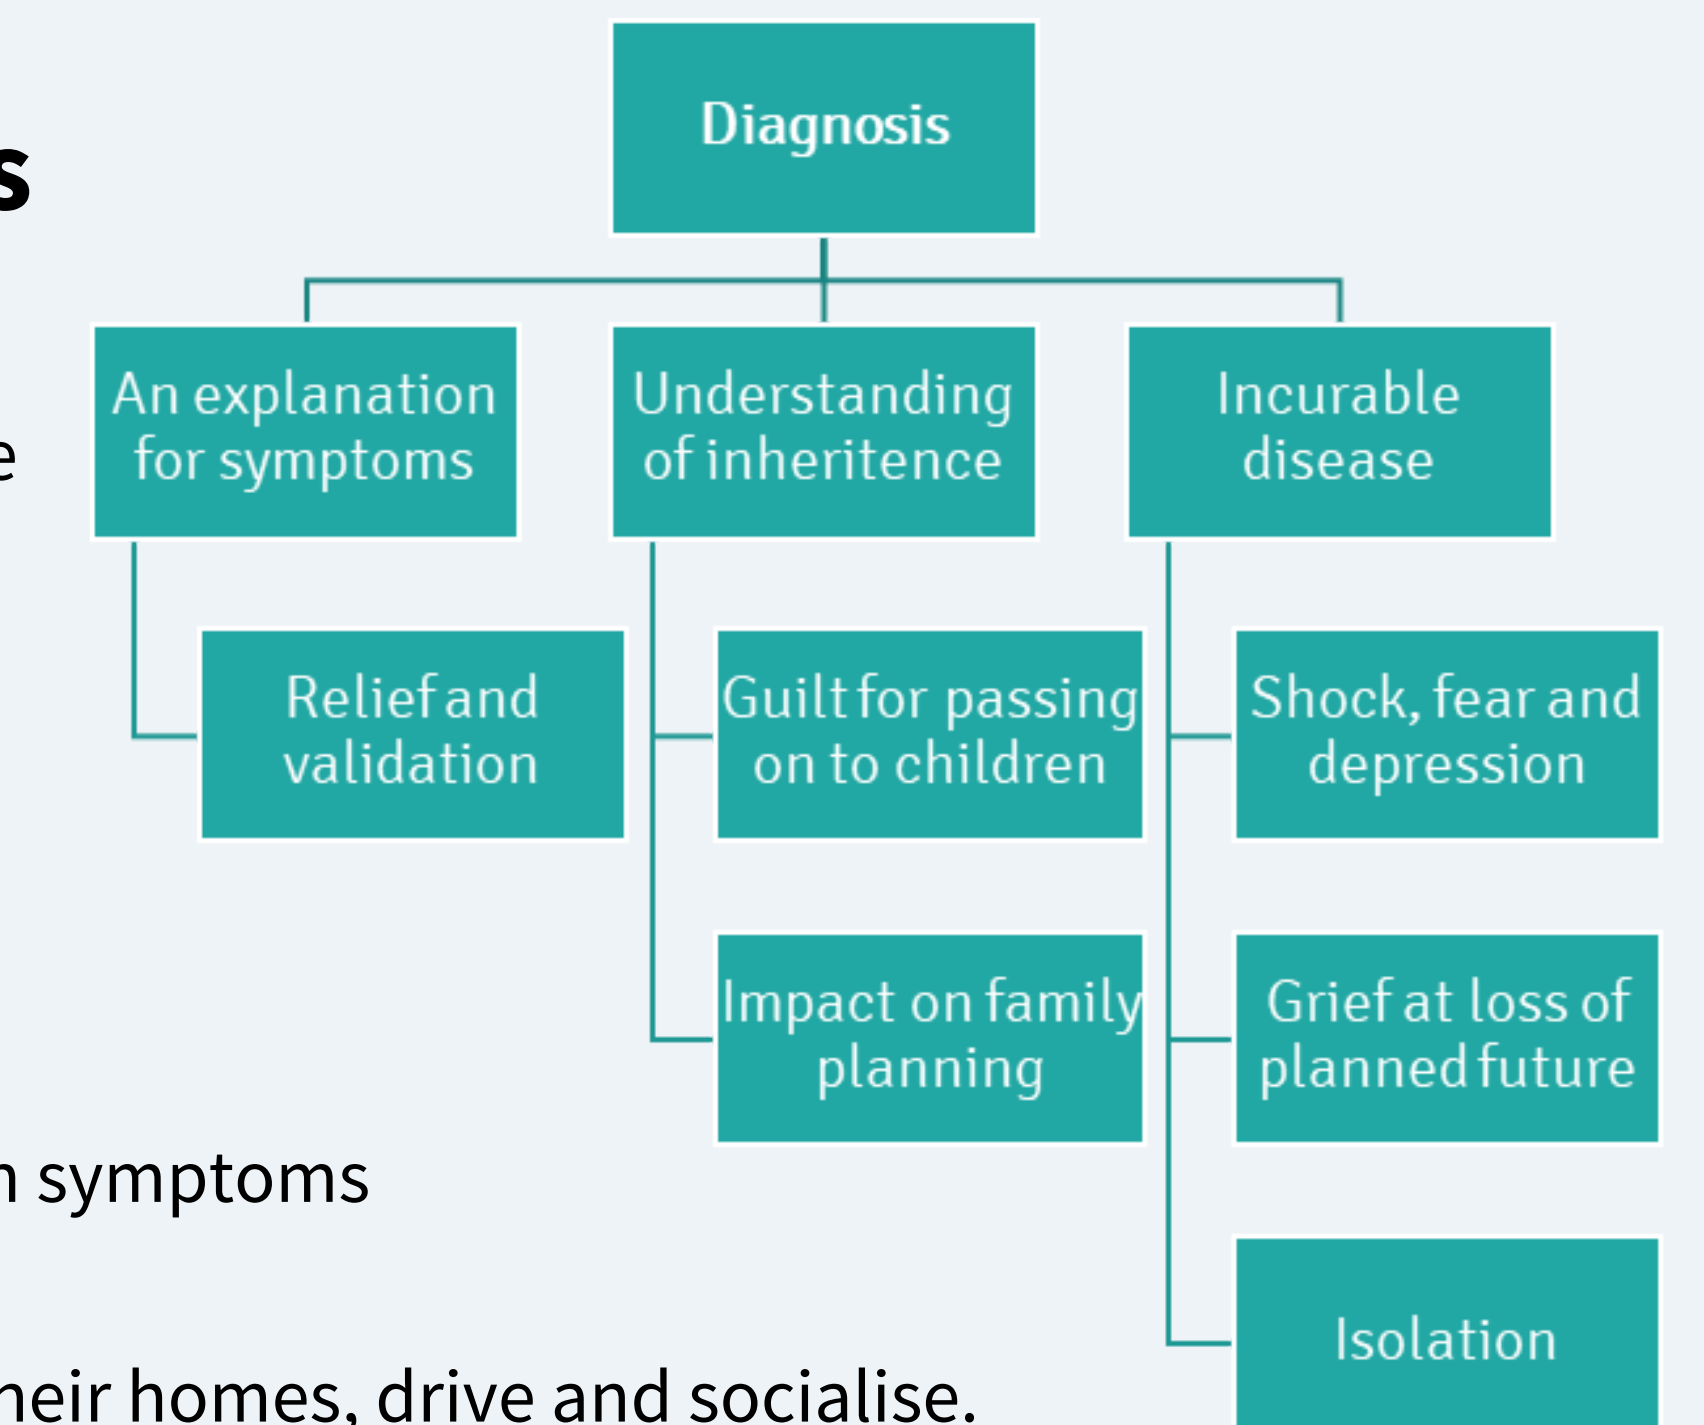 Diagnosis
s
An explanation
for symptoms
Understanding
of inheritence
Incurable
disease
e
Relief and
validation
Guilt for passing
on to children
Shock, fear and
depression
Impact on family
planning
Grief at loss of
planned future
symptoms
Isolation
heir homes, drive and socialise.